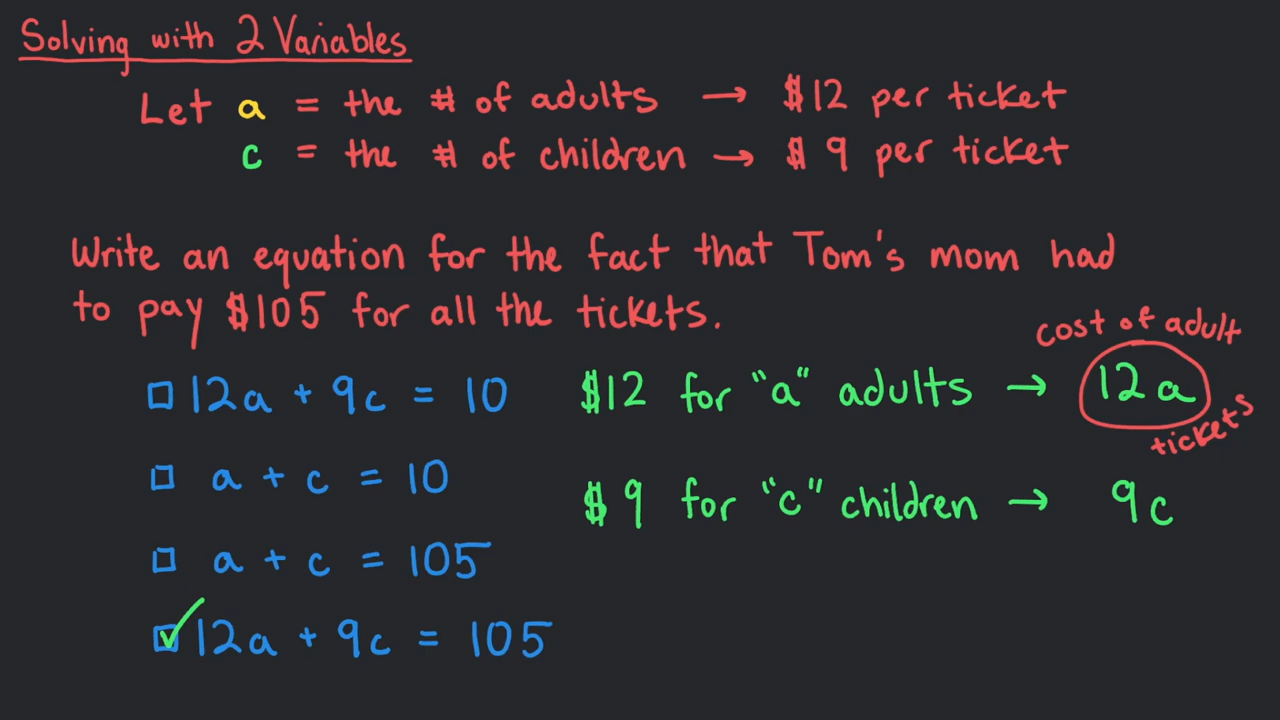 Solving with 2 Variables
Let a = the # of adults → $12 per ticket
c = the # of children → $9 per ticket
Write an equation for the fact that Tom's mom had
to pay $105 for all the tickets.
☐ 12a + 9c = 10
☐ a + c = 10
☐ a + c = 105
☑ 12a + 9c = 105
cost of adult
$12 for "a" adults → 12a
tickets
$9 for "c" children → 9c